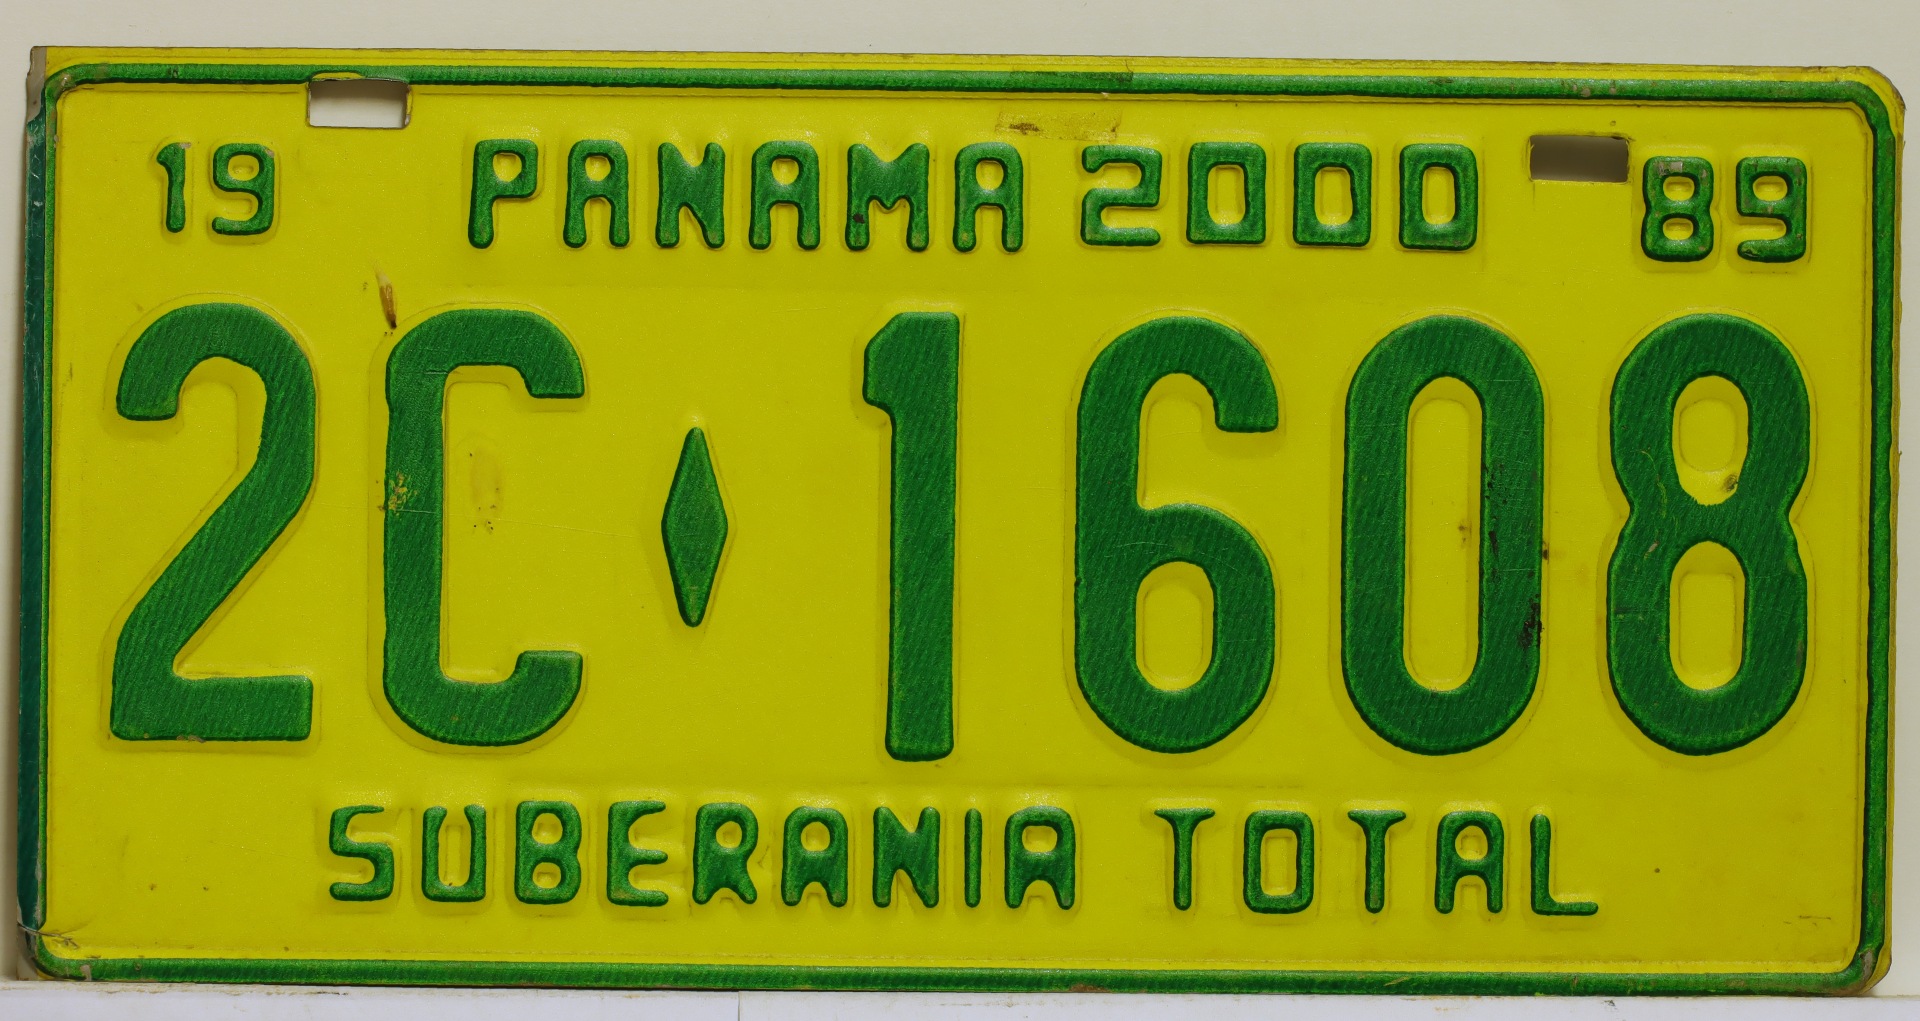 19 PANAMA 2000 89
2C♦1608
SUBERANIA TOTAL